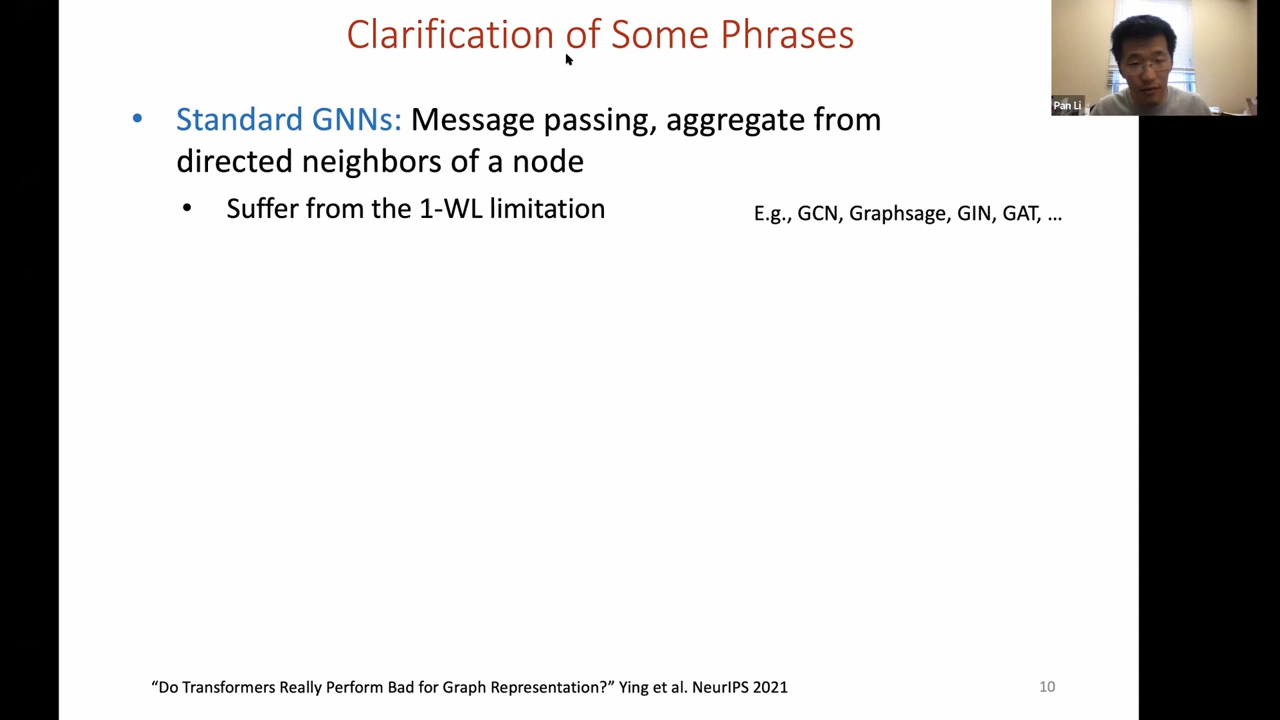 Clarification of Some Phrases
Pan Li
• Standard GNNs: Message passing, aggregate from
directed neighbors of a node
• Suffer from the 1-WL limitation
E.g., GCN, Graphsage, GIN, GAT, ...
“Do Transformers Really Perform Bad for Graph Representation?” Ying et al. NeurIPS 2021
10